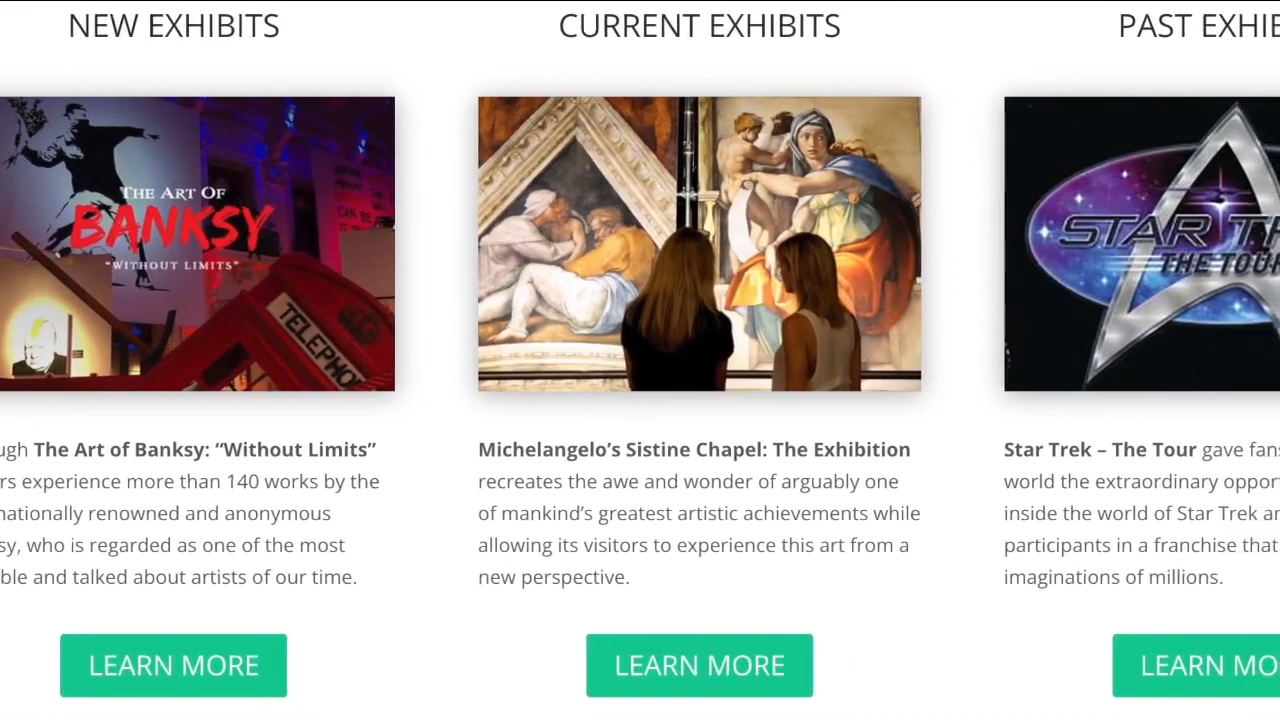 NEW EXHIBITS
THE ART OF
BANKSY
"WITHOUT LIMITS"
TELEPHO
ugh The Art of Banksy: “Without Limits”
rs experience more than 140 works by the
nationally renowned and anonymous
sy, who is regarded as one of the most
ble and talked about artists of our time.
LEARN MORE
CURRENT EXHIBITS
Michelangelo’s Sistine Chapel: The Exhibition
recreates the awe and wonder of arguably one
of mankind’s greatest artistic achievements while
allowing its visitors to experience this art from a
new perspective.
LEARN MORE
PAST EXHIB
STAR TR
THE TOUR
Star Trek – The Tour gave fans
world the extraordinary opport
inside the world of Star Trek an
participants in a franchise that
imaginations of millions.
LEARN MO